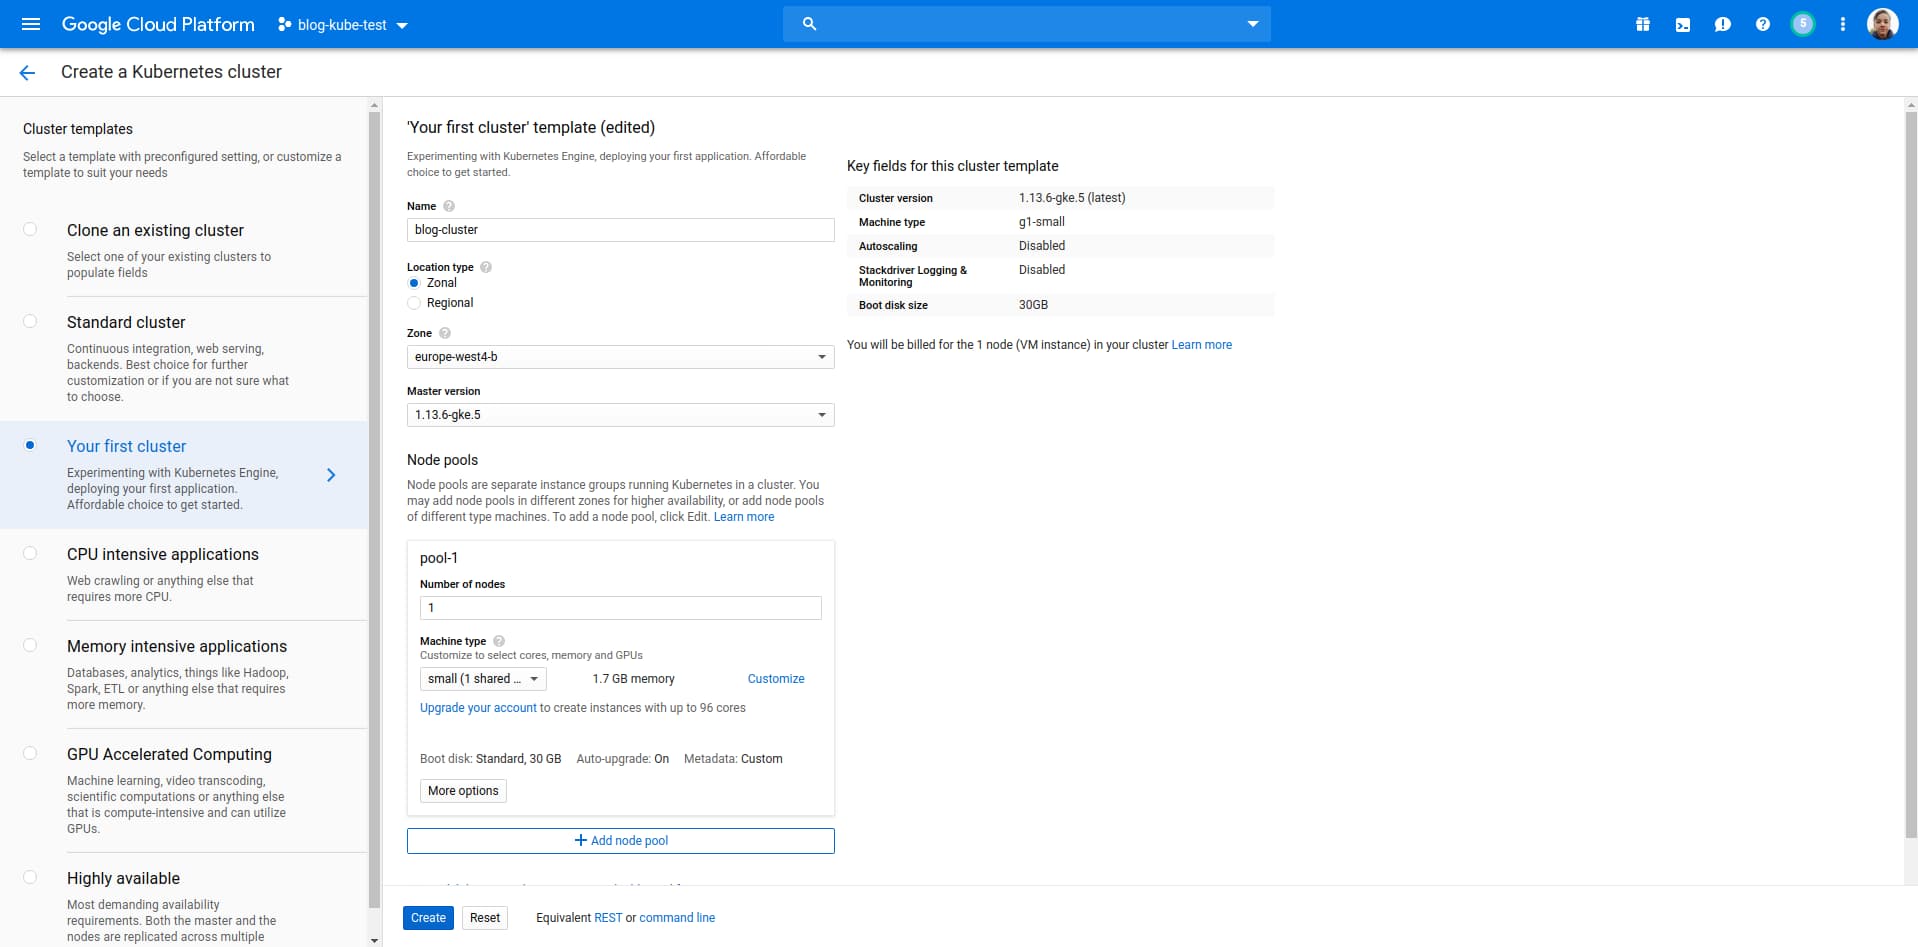 Google Cloud Platform
blog-kube-test
5
Create a Kubernetes cluster
Cluster templates
Select a template with preconfigured setting, or customize a
template to suit your needs
Clone an existing cluster
Select one of your existing clusters to
populate fields
Standard cluster
Continuous integration, web serving,
backends. Best choice for further
customization or if you are not sure what
to choose.
Your first cluster
Experimenting with Kubernetes Engine,
deploying your first application.
Affordable choice to get started.
CPU intensive applications
Web crawling or anything else that
requires more CPU.
Memory intensive applications
Databases, analytics, things like Hadoop,
Spark, ETL or anything else that requires
more memory.
GPU Accelerated Computing
Machine learning, video transcoding,
scientific computations or anything else
that is compute-intensive and can utilize
GPUs.
Highly available
Most demanding availability
requirements. Both the master and the
nodes are replicated across multiple
'Your first cluster' template (edited)
Experimenting with Kubernetes Engine, deploying your first application. Affordable
choice to get started.
Name
blog-cluster
Location type
Zonal
Regional
Zone
europe-west4-b
Master version
1.13.6-gke.5
Node pools
Node pools are separate instance groups running Kubernetes in a cluster. You
may add node pools in different zones for higher availability, or add node pools
of different type machines. To add a node pool, click Edit. Learn more
pool-1
Number of nodes
1
Machine type
Customize to select cores, memory and GPUs
small (1 shared ... 1.7 GB memory Customize
Upgrade your account to create instances with up to 96 cores
Boot disk: Standard, 30 GB Auto-upgrade: On Metadata: Custom
More options
+ Add node pool
Create Reset Equivalent REST or command line
Key fields for this cluster template
Cluster version 1.13.6-gke.5 (latest)
Machine type g1-small
Autoscaling Disabled
Stackdriver Logging & Disabled
Monitoring
Boot disk size 30GB
You will be billed for the 1 node (VM instance) in your cluster Learn more